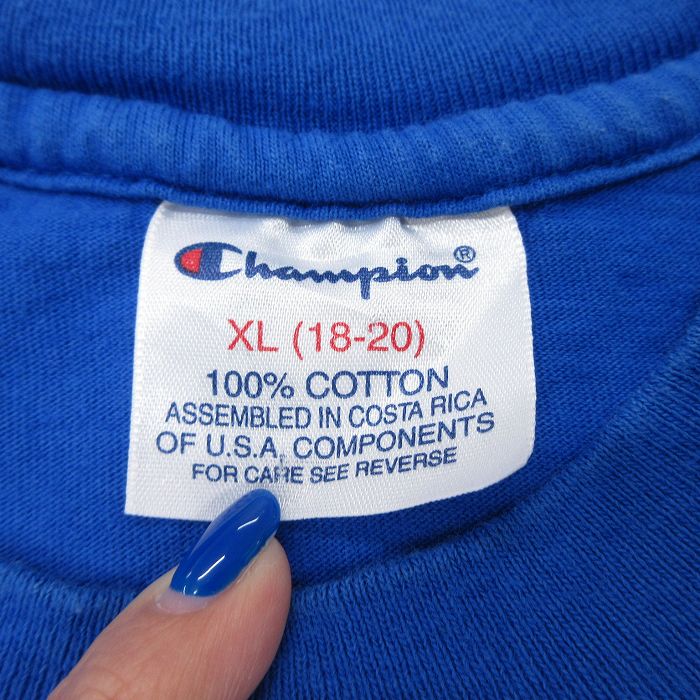 Champion®
XL (18-20)
100% COTTON
ASSEMBLED IN COSTA RICA
OF U.S.A. COMPONENTS
FOR CARE SEE REVERSE